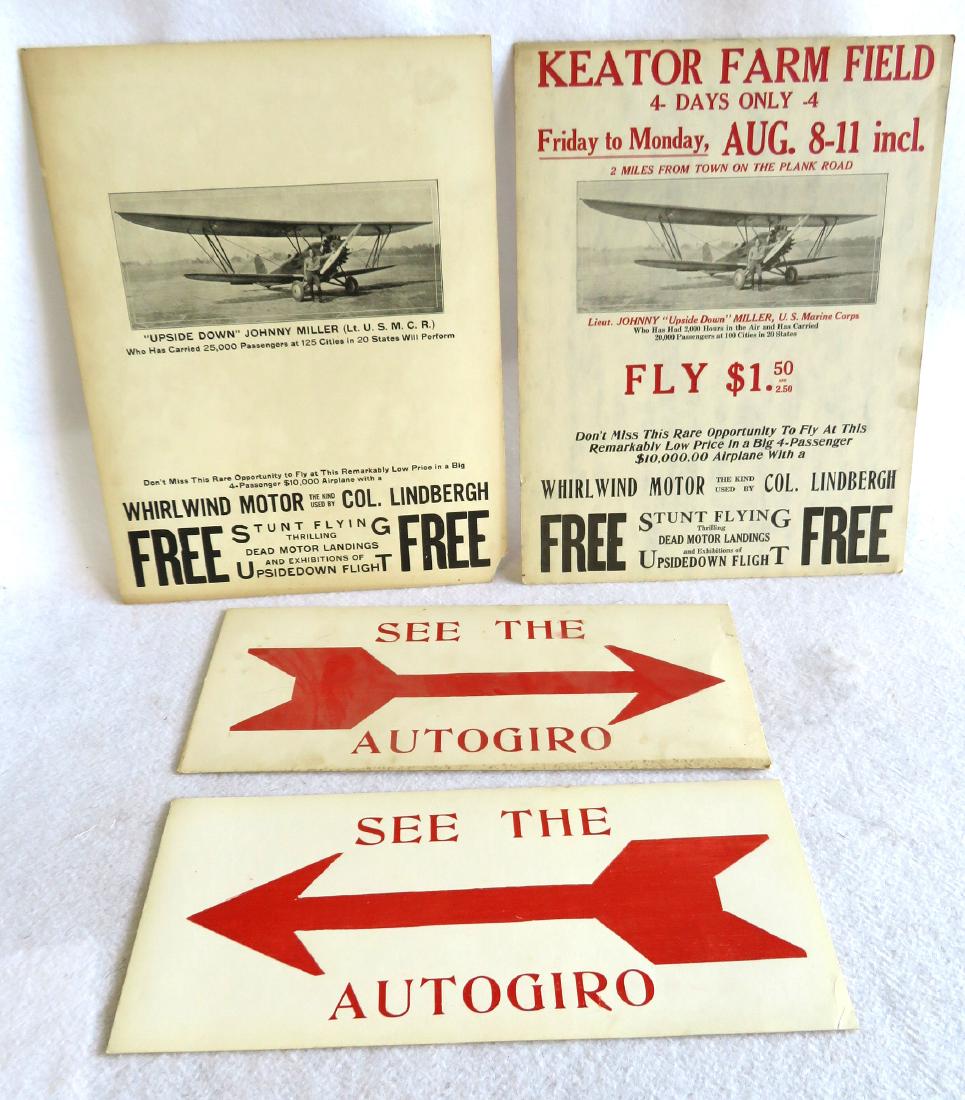 "UPSIDE DOWN" JOHNNY MILLER (Lt. U. S. M. C. R.)
Who Has Carried 25,000 Passengers at 125 Cities in 20 States Will Perform
Don't Miss This Rare Opportunity to Fly at This Remarkably Low Price in a Big
4-Passenger $10,000 Airplane with a
WHIRLWIND MOTOR THE KIND USED BY COL. LINDBERGH
FREE STUNT FLYING FREE
THRILLING
DEAD MOTOR LANDINGS
AND EXHIBITIONS OF
UPSIDEDOWN FLIGHT
KEATOR FARM FIELD
4- DAYS ONLY -4
Friday to Monday, AUG. 8-11 incl.
2 MILES FROM TOWN ON THE PLANK ROAD
Lieut. JOHNNY "Upside Down" MILLER, U. S. Marine Corps
Who Has Had 2,000 Hours in the Air and Has Carried
20,000 Passengers at 100 Cities in 20 States
FLY $1.50
AND
2.50
Don't Miss This Rare Opportunity to Fly At This
Remarkably Low Price in a Big 4-Passenger
$10,000.00 Airplane With a
WHIRLWIND MOTOR THE KIND USED BY COL. LINDBERGH
FREE STUNT FLYING FREE
Thrilling
DEAD MOTOR LANDINGS
and Exhibitions of
UPSIDEDOWN FLIGHT
SEE THE
AUTOGIRO
SEE THE
AUTOGIRO